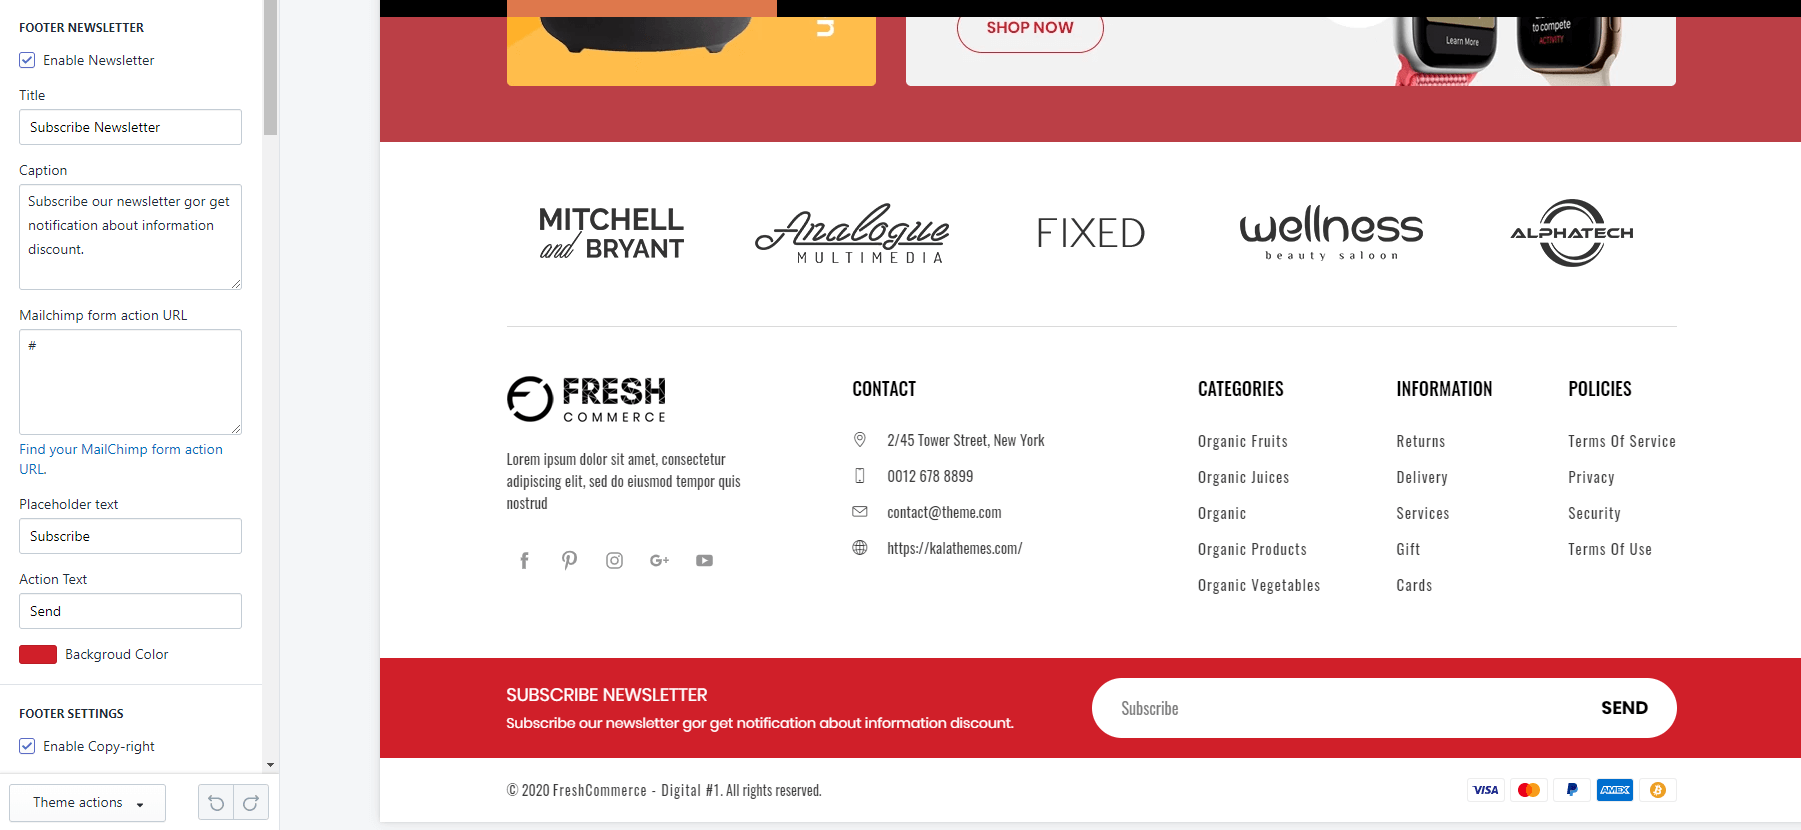 FOOTER NEWSLETTER
Enable Newsletter
Title
Subscribe Newsletter
Caption
Subscribe our newsletter gor get
notification about information
discount.
Mailchimp form action URL
#
Find your MailChimp form action
URL.
Placeholder text
Subscribe
Action Text
Send
Backgroud Color
FOOTER SETTINGS
Enable Copy-right
Theme actions
SHOP NOW
Learn More
to compete
ACTIVITY
MITCHELL
and BRYANT
Analogue
MULTIMEDIA
FIXED
wellness
beauty saloon
ALPHATECH
FRESH
COMMERCE
Lorem ipsum dolor sit amet, consectetur
adipiscing elit, sed do eiusmod tempor quis
nostrud
CONTACT
2/45 Tower Street, New York
0012 678 8899
contact@theme.com
https://kalathemes.com/
CATEGORIES
Organic Fruits
Organic Juices
Organic
Organic Products
Organic Vegetables
INFORMATION
Returns
Delivery
Services
Gift
Cards
POLICIES
Terms Of Service
Privacy
Security
Terms Of Use
SUBSCRIBE NEWSLETTER
Subscribe our newsletter gor get notification about information discount.
Subscribe
SEND
© 2020 FreshCommerce - Digital #1. All rights reserved.
VISA
AMEX